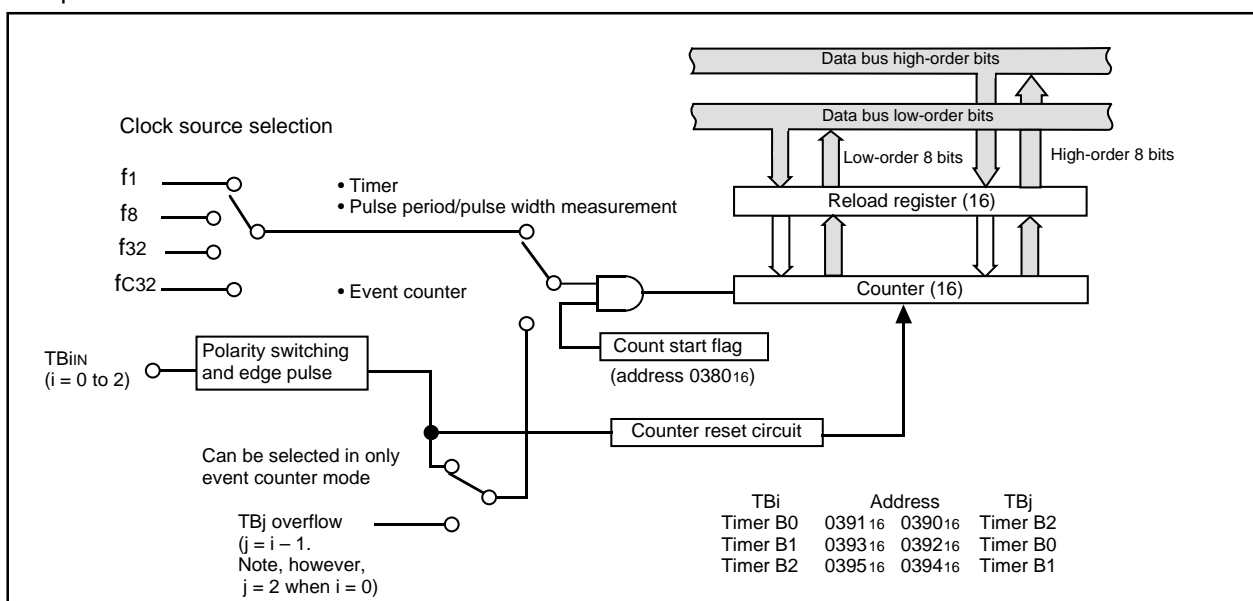 Data bus high-order bits
Data bus low-order bits
Clock source selection
Low-order 8 bits
High-order 8 bits
f1
f8
f32
fC32
• Timer
• Pulse period/pulse width measurement
Reload register (16)
• Event counter
Counter (16)
TBiIN
(i = 0 to 2)
Polarity switching
and edge pulse
Count start flag
(address 038016)
Counter reset circuit
Can be selected in only
event counter mode
TBj overflow
(j = i – 1.
Note, however,
j = 2 when i = 0)
TBi Address TBj
Timer B0 039116 039016 Timer B2
Timer B1 039316 039216 Timer B0
Timer B2 039516 039416 Timer B1